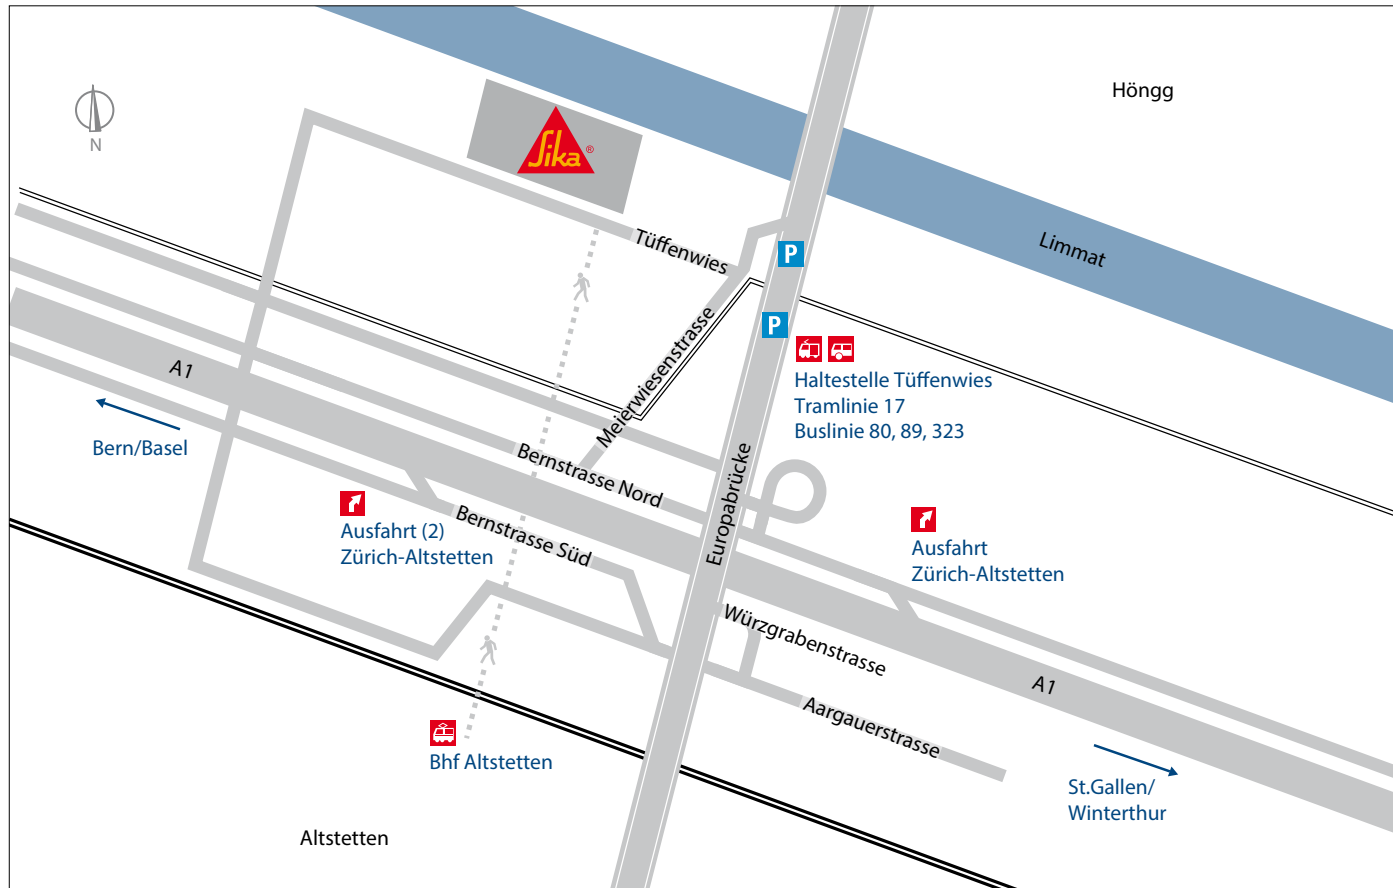 Höngg
N
Sika®
P
Limmat
Tüffenwies
P
Meierwiesenstrasse
Haltestelle Tüffenwies
Tramlinie 17
Buslinie 80, 89, 323
A1
Bern/Basel
Bernstrasse Nord
Europabrücke
Ausfahrt (2)
Zürich-Altstetten
Bernstrasse Süd
Ausfahrt
Zürich-Altstetten
Würzgrabenstrasse
A1
Aargauerstrasse
Bhf Altstetten
St.Gallen/
Winterthur
Altstetten